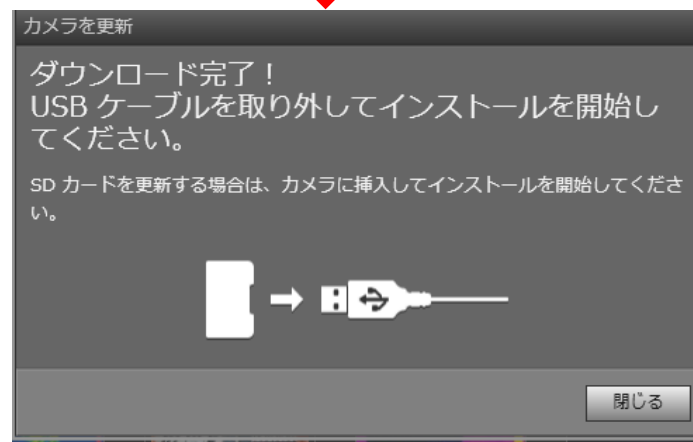 カメラを更新
ダウンロード完了！
USB ケーブルを取り外してインストールを開始し
てください。
SD カードを更新する場合は、カメラに挿入してインストールを開始してくださ
い。
閉じる